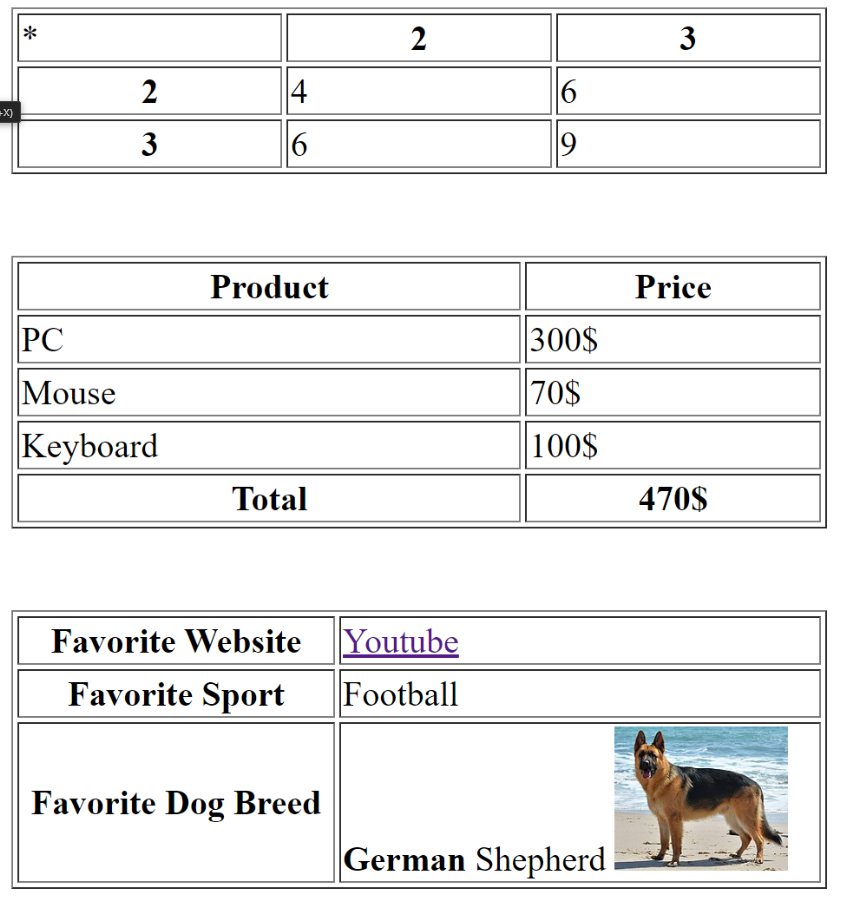 * 2 3
2 4 6
+X)
3 6 9
Product Price
PC 300$
Mouse 70$
Keyboard 100$
Total 470$
Favorite Website Youtube
Favorite Sport Football
Favorite Dog Breed German Shepherd